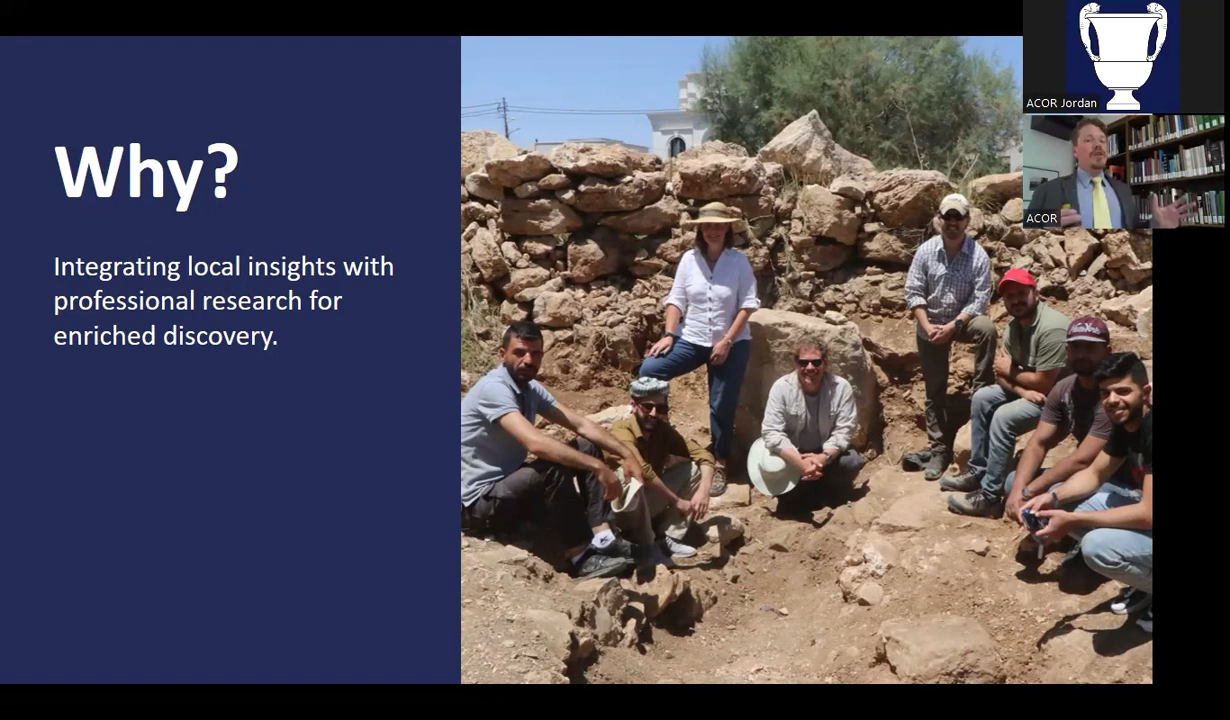 Why?
Integrating local insights with
professional research for
enriched discovery.
ACOR Jordan
ACOR